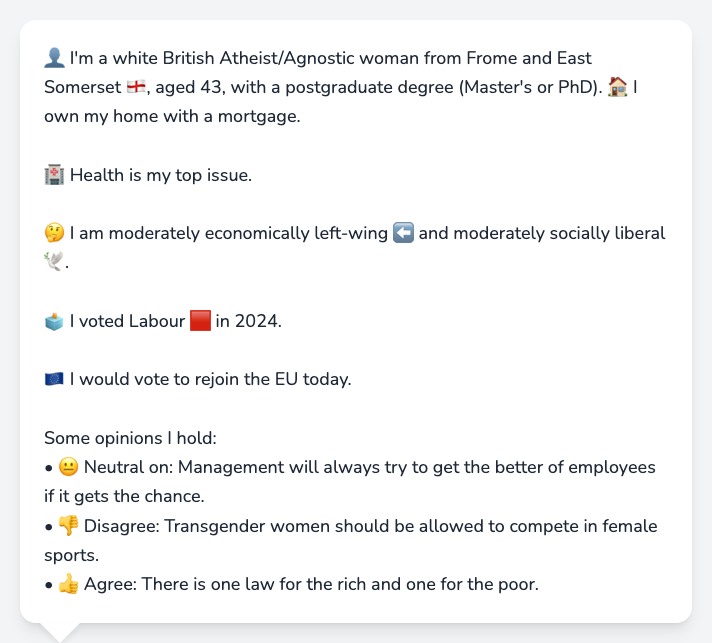 👤 I'm a white British Atheist/Agnostic woman from Frome and East
Somerset 🏴󠁧󠁢󠁥󠁮󠁧󠁿, aged 43, with a postgraduate degree (Master's or PhD). 🏠 I
own my home with a mortgage.
🏥 Health is my top issue.
🤔 I am moderately economically left-wing ⬅️ and moderately socially liberal
🕊️.
🗳️ I voted Labour 🟥 in 2024.
🇪🇺 I would vote to rejoin the EU today.
Some opinions I hold:
• 😐 Neutral on: Management will always try to get the better of employees
if it gets the chance.
• 👎 Disagree: Transgender women should be allowed to compete in female
sports.
• 👍 Agree: There is one law for the rich and one for the poor.